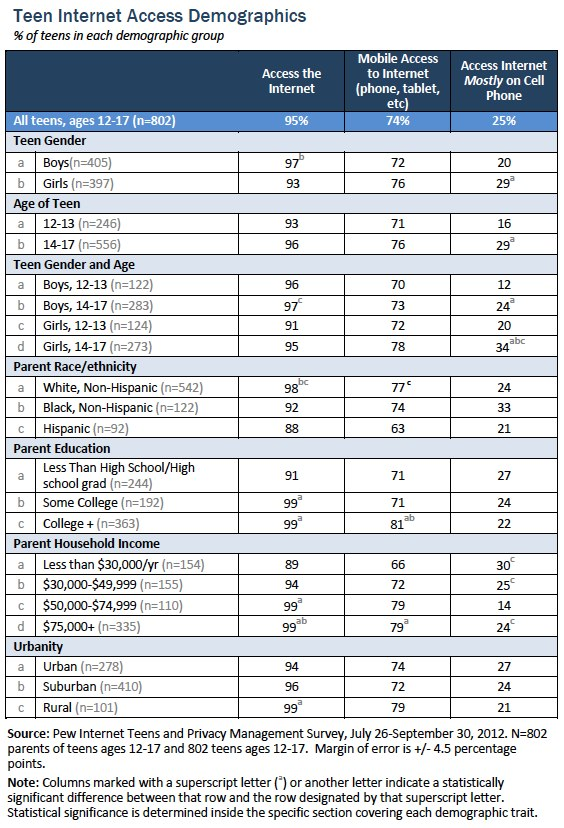 Teen Internet Access Demographics
% of teens in each demographic group
Access the Internet | Mobile Access to Internet (phone, tablet, etc) | Access Internet Mostly on Cell Phone
All teens, ages 12-17 (n=802) 95% 74% 25%
Teen Gender
a Boys(n=405) 97b 72 20
b Girls (n=397) 93 76 29a
Age of Teen
a 12-13 (n=246) 93 71 16
b 14-17 (n=556) 96 76 29a
Teen Gender and Age
a Boys, 12-13 (n=122) 96 70 12
b Boys, 14-17 (n=283) 97c 73 24a
c Girls, 12-13 (n=124) 91 72 20
d Girls, 14-17 (n=273) 95 78 34abc
Parent Race/ethnicity
a White, Non-Hispanic (n=542) 98bc 77c 24
b Black, Non-Hispanic (n=122) 92 74 33
c Hispanic (n=92) 88 63 21
Parent Education
a Less Than High School/High school grad (n=244) 91 71 27
b Some College (n=192) 99a 71 24
c College + (n=363) 99a 81ab 22
Parent Household Income
a Less than $30,000/yr (n=154) 89 66 30c
b $30,000-$49,999 (n=155) 94 72 25c
c $50,000-$74,999 (n=110) 99a 79 14
d $75,000+ (n=335) 99ab 79a 24c
Urbanity
a Urban (n=278) 94 74 27
b Suburban (n=410) 96 72 24
c Rural (n=101) 99a 79 21
Source: Pew Internet Teens and Privacy Management Survey, July 26-September 30, 2012. N=802
parents of teens ages 12-17 and 802 teens ages 12-17. Margin of error is +/- 4.5 percentage
points.
Note: Columns marked with a superscript letter (a) or another letter indicate a statistically
significant difference between that row and the row designated by that superscript letter.
Statistical significance is determined inside the specific section covering each demographic trait.